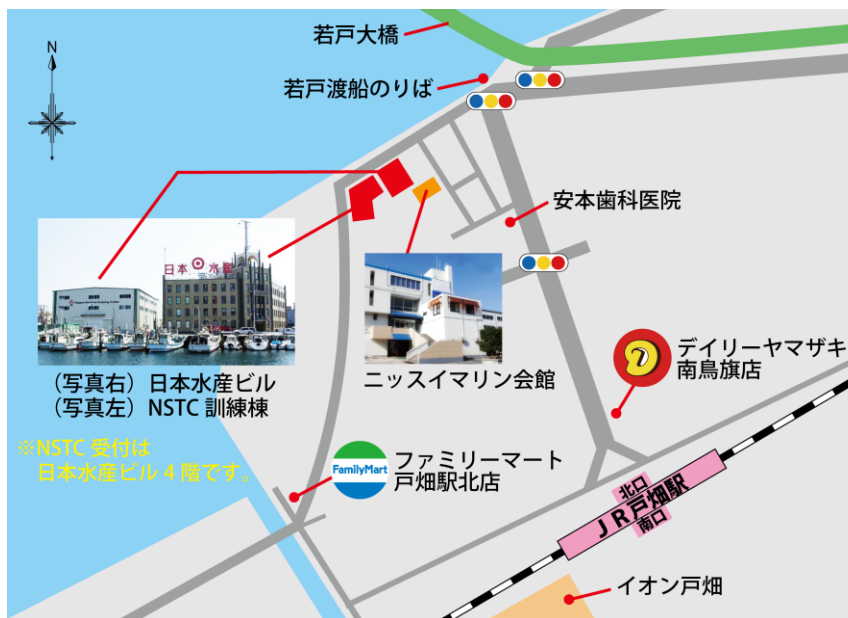 若戸大橋
N
若戸渡船のりば
安本歯科医院
日本水産
（写真右）日本水産ビル
（写真左）NSTC 訓練棟
※NSTC 受付は
日本水産ビル 4 階です。
ニッスイマリン会館
デイリーヤマザキ
南鳥旗店
FamilyMart
ファミリーマート
戸畑駅北店
北口
ＪＲ戸畑駅
南口
イオン戸畑